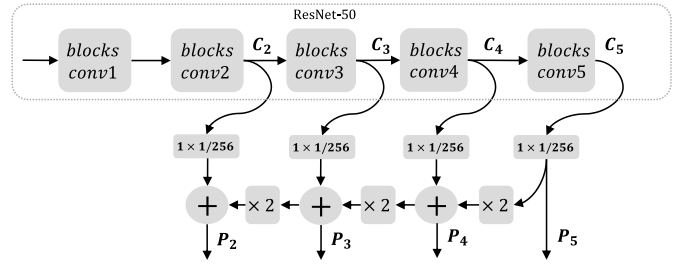 ResNet-50
blocks conv1
blocks conv2
C2
blocks conv3
C3
blocks conv4
C4
blocks conv5
C5
1 × 1/256
1 × 1/256
1 × 1/256
1 × 1/256
+
× 2
+
× 2
+
× 2
P2
P3
P4
P5